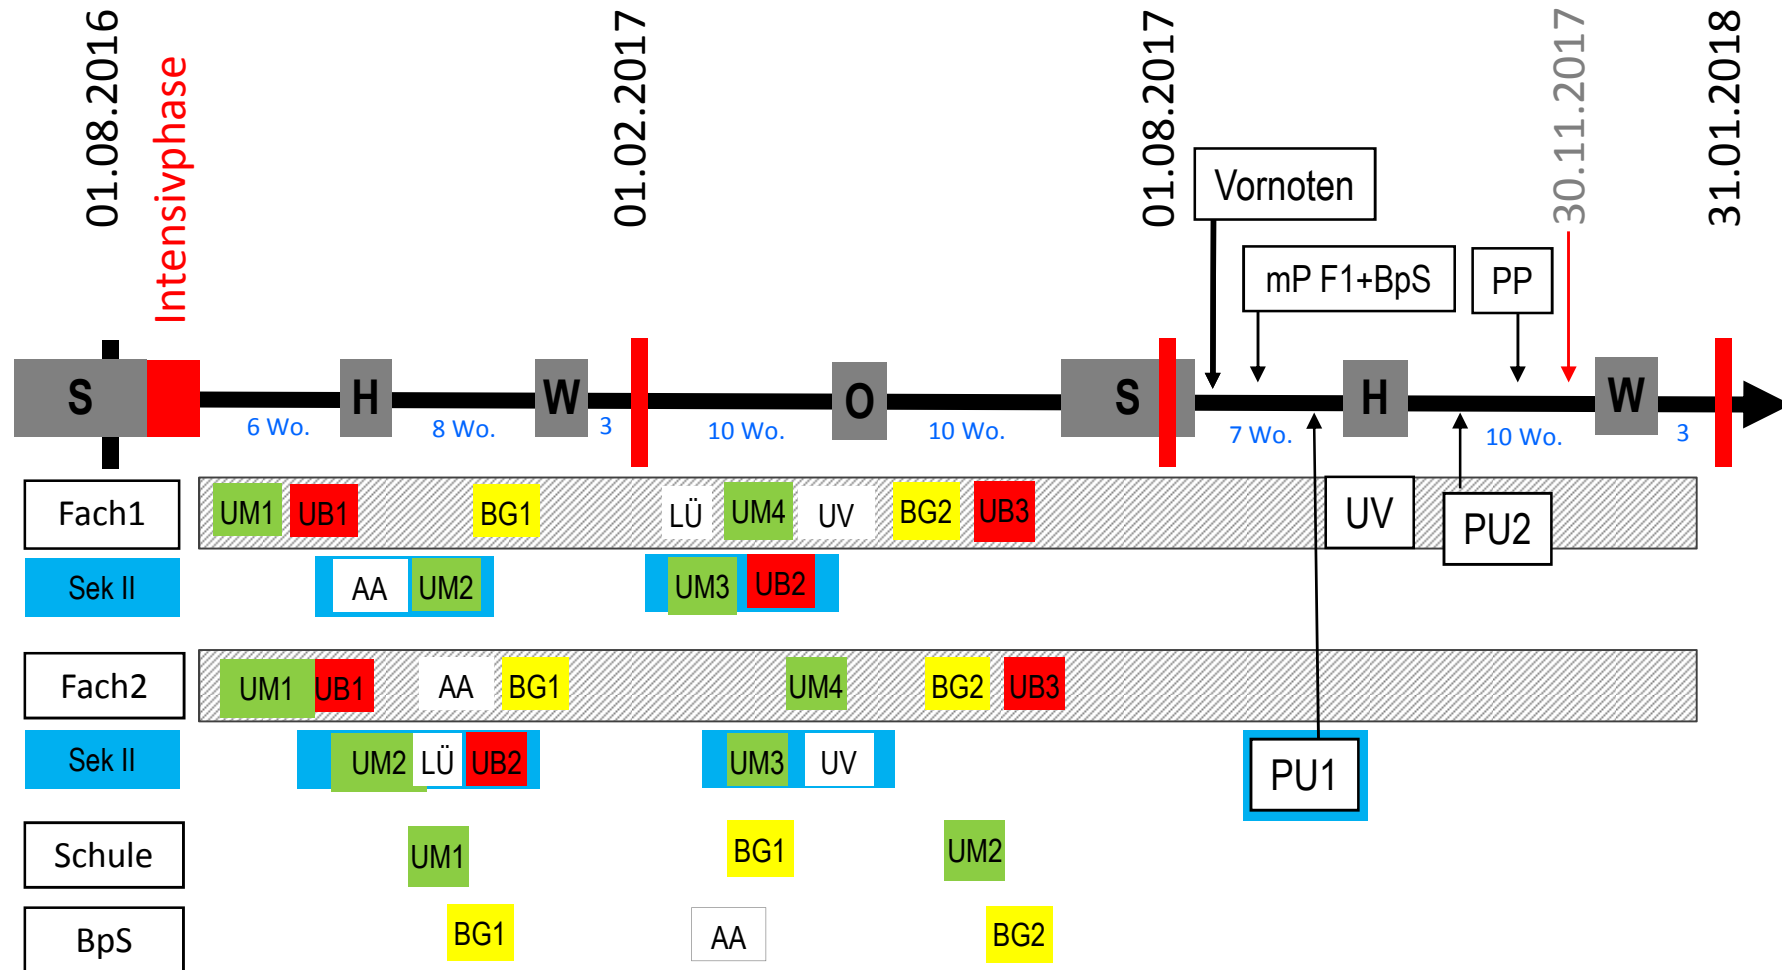 01.08.2016
Intensivphase
01.02.2017
01.08.2017
30.11.2017
31.01.2018
Vornoten
mP F1+BpS
PP
S
H
W
O
S
H
W
6 Wo.
8 Wo.
3
10 Wo.
10 Wo.
7 Wo.
10 Wo.
3
Fach1
UM1
UB1
BG1
LÜ
UM4
UV
BG2
UB3
UV
PU2
Sek II
AA
UM2
UM3
UB2
Fach2
UM1
UB1
AA
BG1
UM4
BG2
UB3
Sek II
UM2
LÜ
UB2
UM3
UV
PU1
Schule
UM1
BG1
UM2
BpS
BG1
AA
BG2